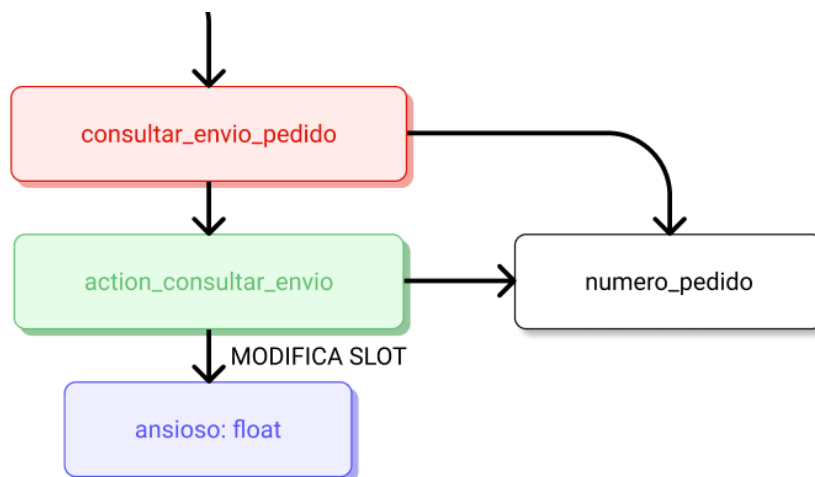 consultar_envio_pedido
action_consultar_envio
numero_pedido
MODIFICA SLOT
ansioso: float